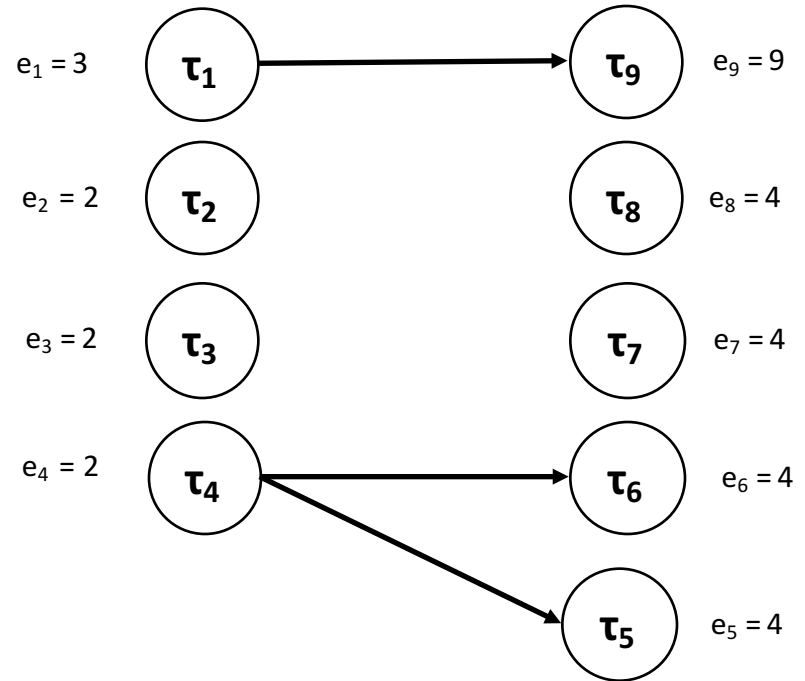 e₁ = 3 τ₁ τ₉ e₉ = 9
e₂ = 2 τ₂ τ₈ e₈ = 4
e₃ = 2 τ₃ τ₇ e₇ = 4
e₄ = 2 τ₄ τ₆ e₆ = 4
τ₅ e₅ = 4